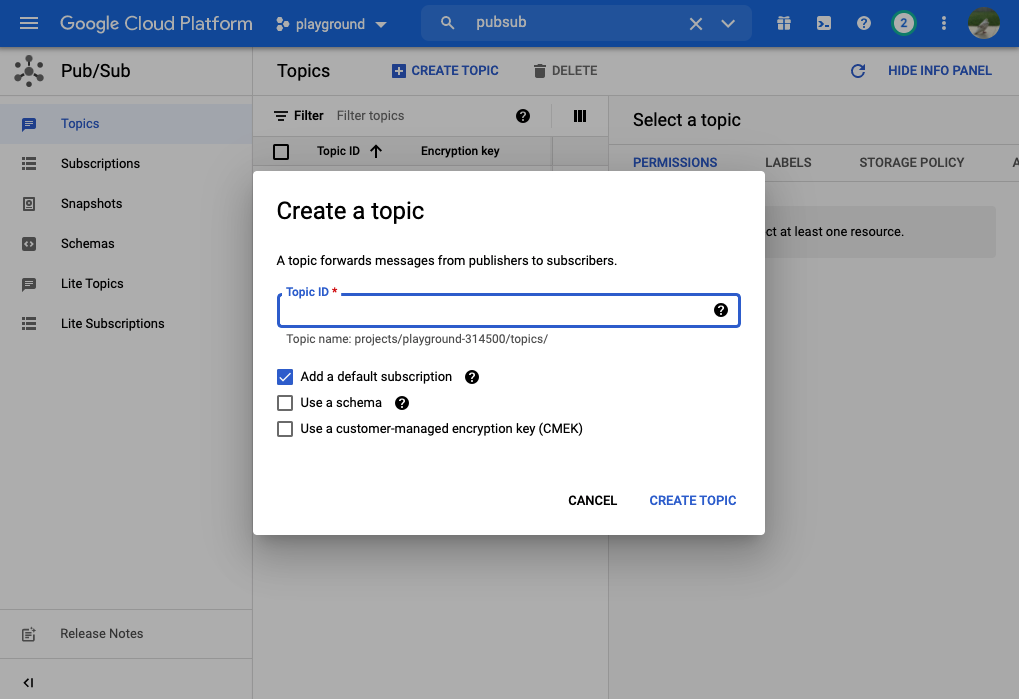 Google Cloud Platform playground pubsub 2
Pub/Sub Topics CREATE TOPIC DELETE HIDE INFO PANEL
Topics
Subscriptions
Snapshots
Schemas
Lite Topics
Lite Subscriptions
Release Notes
Filter Filter topics
Topic ID Encryption key
Select a topic
PERMISSIONS LABELS STORAGE POLICY A
ct at least one resource.
Create a topic
A topic forwards messages from publishers to subscribers.
Topic ID *
Topic name: projects/playground-314500/topics/
Add a default subscription
Use a schema
Use a customer-managed encryption key (CMEK)
CANCEL CREATE TOPIC